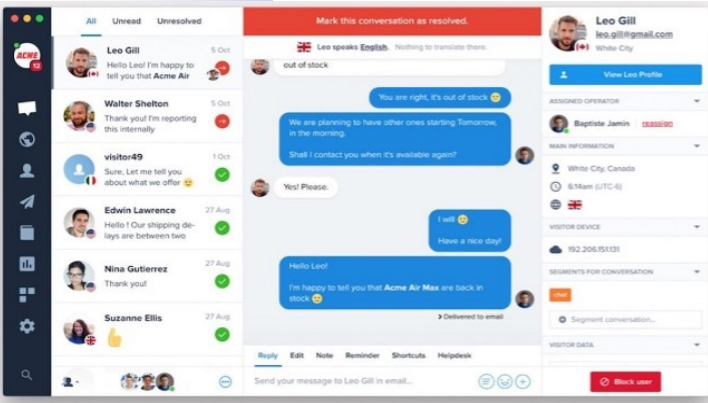 ACME
12
All Unread Unresolved
Leo Gill 5 Oct
Hello Leo! I'm happy to
tell you that Acme Air
Walter Shelton 5 Oct
Thank you! I'm reporting
this internally
visitor49 1 Oct
Sure, Let me tell you
about what we offer
Edwin Lawrence 27 Aug
Hello ! Our shipping de-
lays are between two
Nina Gutierrez 27 Aug
Thank you!
Suzanne Ellis 27 Aug
Mark this conversation as resolved.
Leo speaks English. Nothing to translate there.
out of stock
You are right, it's out of stock
We are planning to have other ones starting Tomorrow,
in the morning.
Shall I contact you when it's available again?
Yes! Please.
I will
Have a nice day!
Hello Leo!
I'm happy to tell you that Acme Air Max are back in
stock
Delivered to email
Reply Edit Note Reminder Shortcuts Helpdesk
Send your message to Leo Gill in email...
Leo Gill
leo.gill@gmail.com
White City
View Leo Profile
ASSIGNED OPERATOR
Baptiste Jamin reassign
MAIN INFORMATION
White City, Canada
6:14am (UTC-6)
VISITOR DEVICE
192.206.151.131
SEGMENTS FOR CONVERSATION
chat
Segment conversation...
VISITOR DATA
Block user